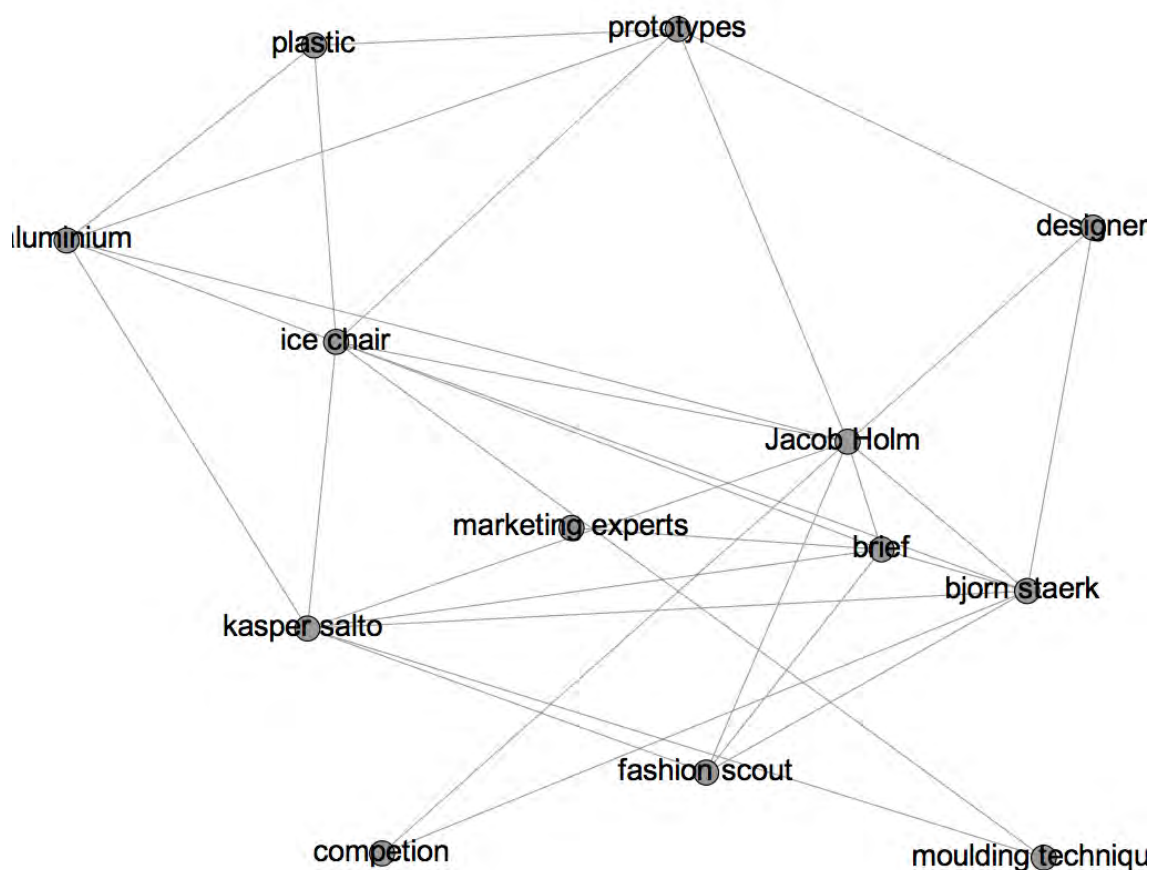 prototypes
plastic
designer
luminium
ice chair
Jacob Holm
marketing experts
brief
bjorn staerk
kasper salto
fashion scout
competion
moulding techniqu